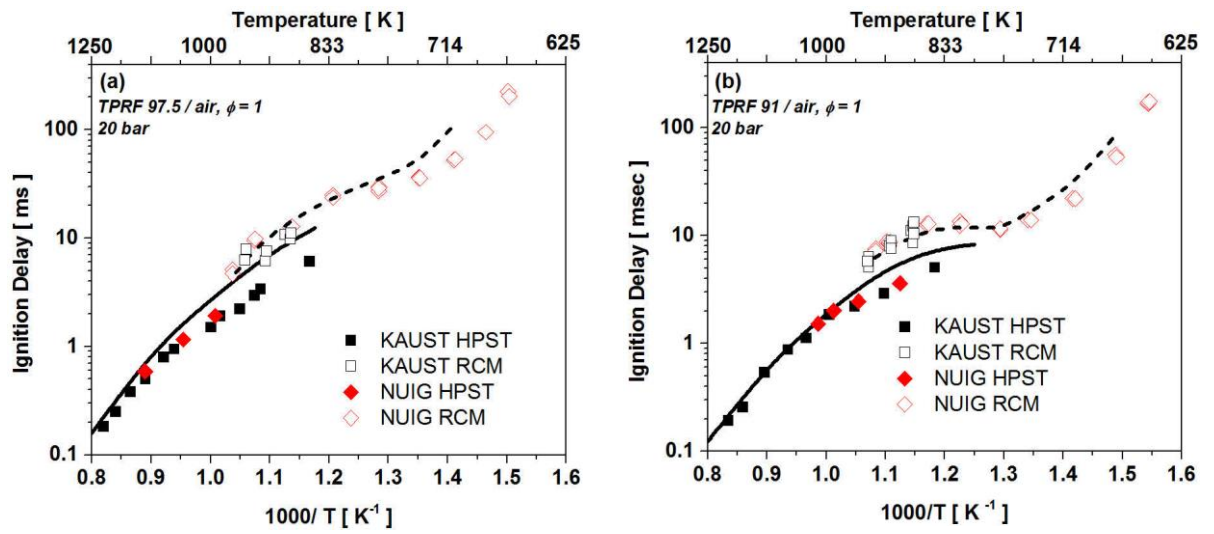 Temperature [ K ]
1250 1000 833 714 625
(a)
TPRF 97.5 / air, ϕ = 1
20 bar
100
10
1
0.1
Ignition Delay [ ms ]
KAUST HPST
KAUST RCM
NUIG HPST
NUIG RCM
0.8 0.9 1.0 1.1 1.2 1.3 1.4 1.5 1.6
1000/ T [ K-1 ]
Temperature [ K ]
1250 1000 833 714 625
(b)
TPRF 91 / air, ϕ = 1
20 bar
100
10
1
0.1
Ignition Delay [ msec ]
KAUST HPST
KAUST RCM
NUIG HPST
NUIG RCM
0.8 0.9 1.0 1.1 1.2 1.3 1.4 1.5 1.6
1000/T [ K -1 ]